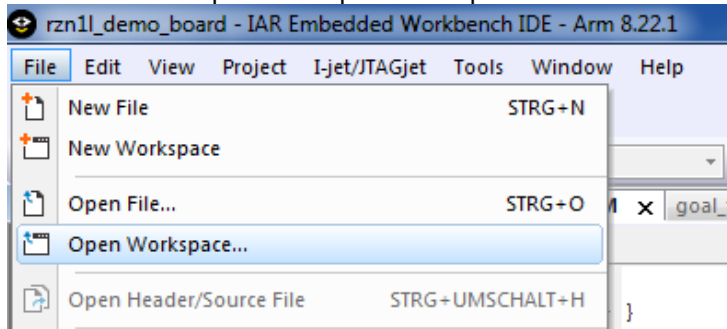 rzn1l_demo_board - IAR Embedded Workbench IDE - Arm 8.22.1
File Edit View Project I-jet/JTAGjet Tools Window Help
New File STRG+N
New Workspace
Open File... STRG+O
goal_
Open Workspace...
Open Header/Source File STRG+UMSCHALT+H
}